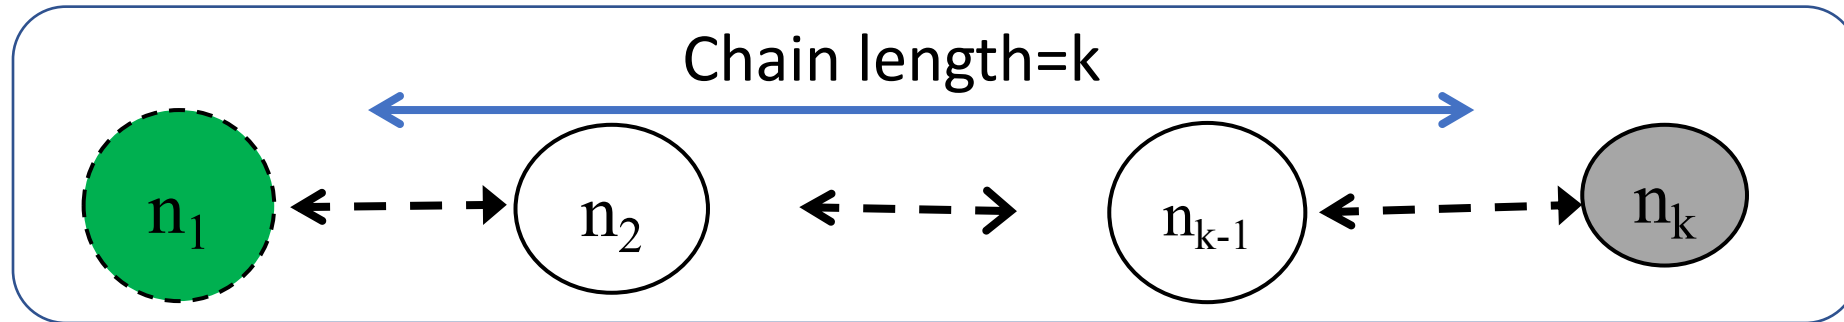 Chain length=k
n₁
n₂
nₖ₋₁
nₖ